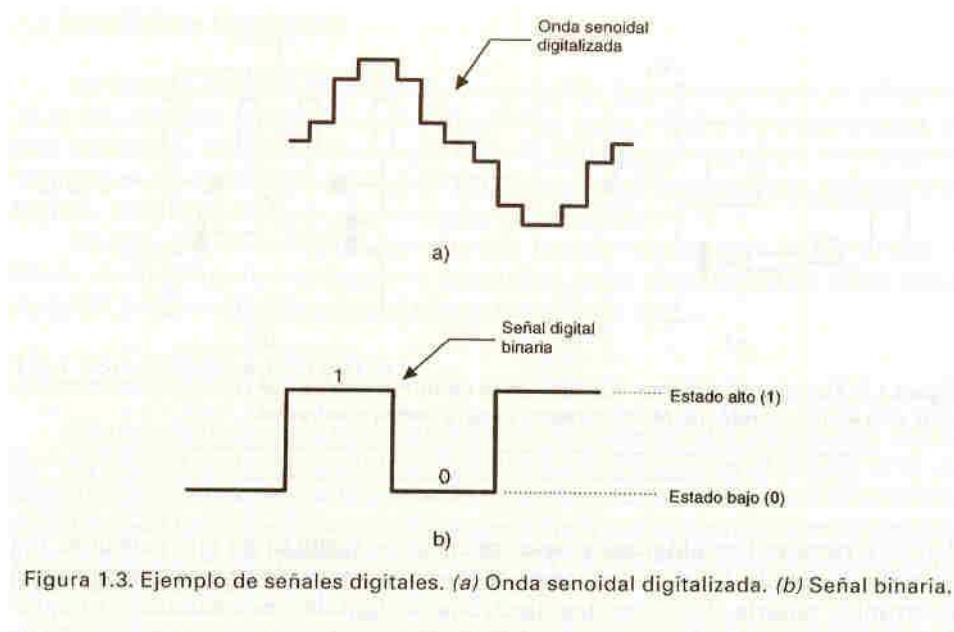 Onda senoidal
digitalizada
a)
Señal digital
binaria
1
Estado alto (1)
0
Estado bajo (0)
b)
Figura 1.3. Ejemplo de señales digitales. (a) Onda senoidal digitalizada. (b) Señal binaria.